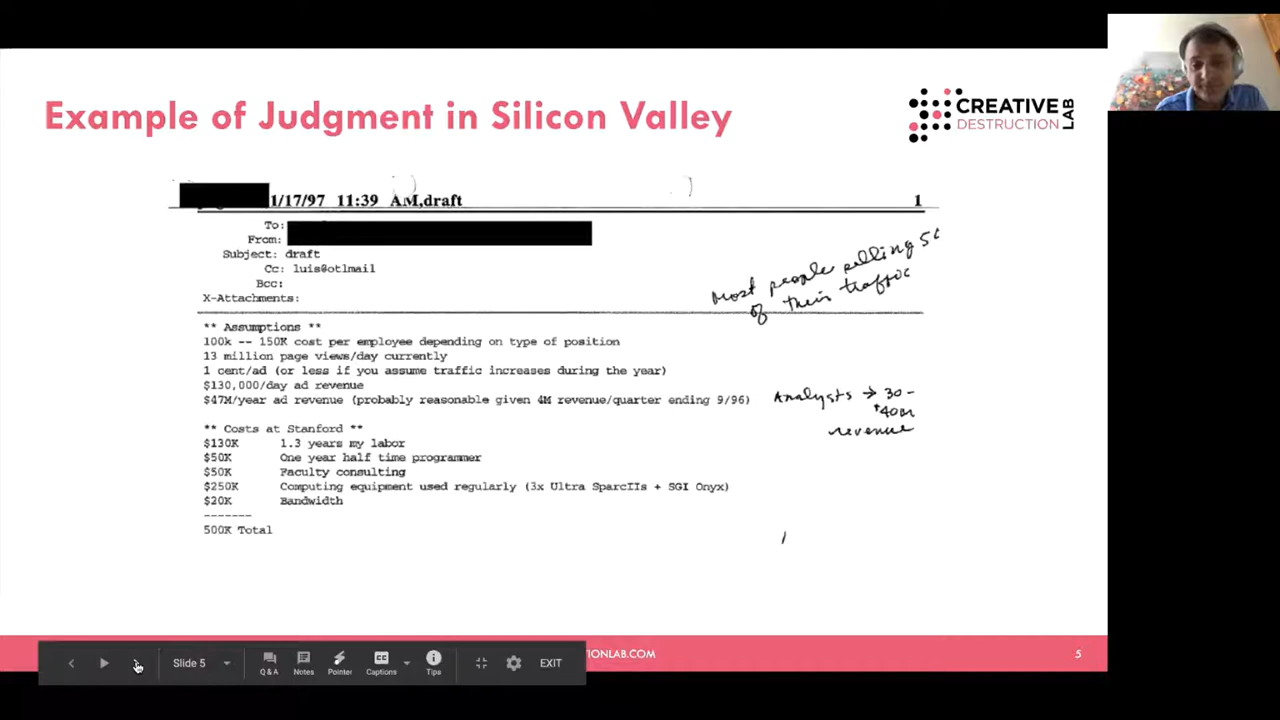 Example of Judgment in Silicon Valley
CREATIVE
DESTRUCTION
LAB
1/17/97 11:39 AM,draft 1
To:
From:
Subject: draft
Cc: luis@otlmail
Bcc:
X-Attachments:
Most people selling
of their traffic
** Assumptions **
100k -- 150K cost per employee depending on type of position
13 million page views/day currently
1 cent/ad (or less if you assume traffic increases during the year)
$130,000/day ad revenue
$47M/year ad revenue (probably reasonable given 4M revenue/quarter ending 9/96)
Analysts → 30-
40m
revenue
** Costs at Stanford **
$130K 1.3 years my labor
$50K One year half time programmer
$50K Faculty consulting
$250K Computing equipment used regularly (3x Ultra SparcIIs + SGI Onyx)
$20K Bandwidth
-------
500K Total
IONLAB.COM
5
Slide 5
Q & A
Notes
Pointer
CC
Captions
Tips
EXIT